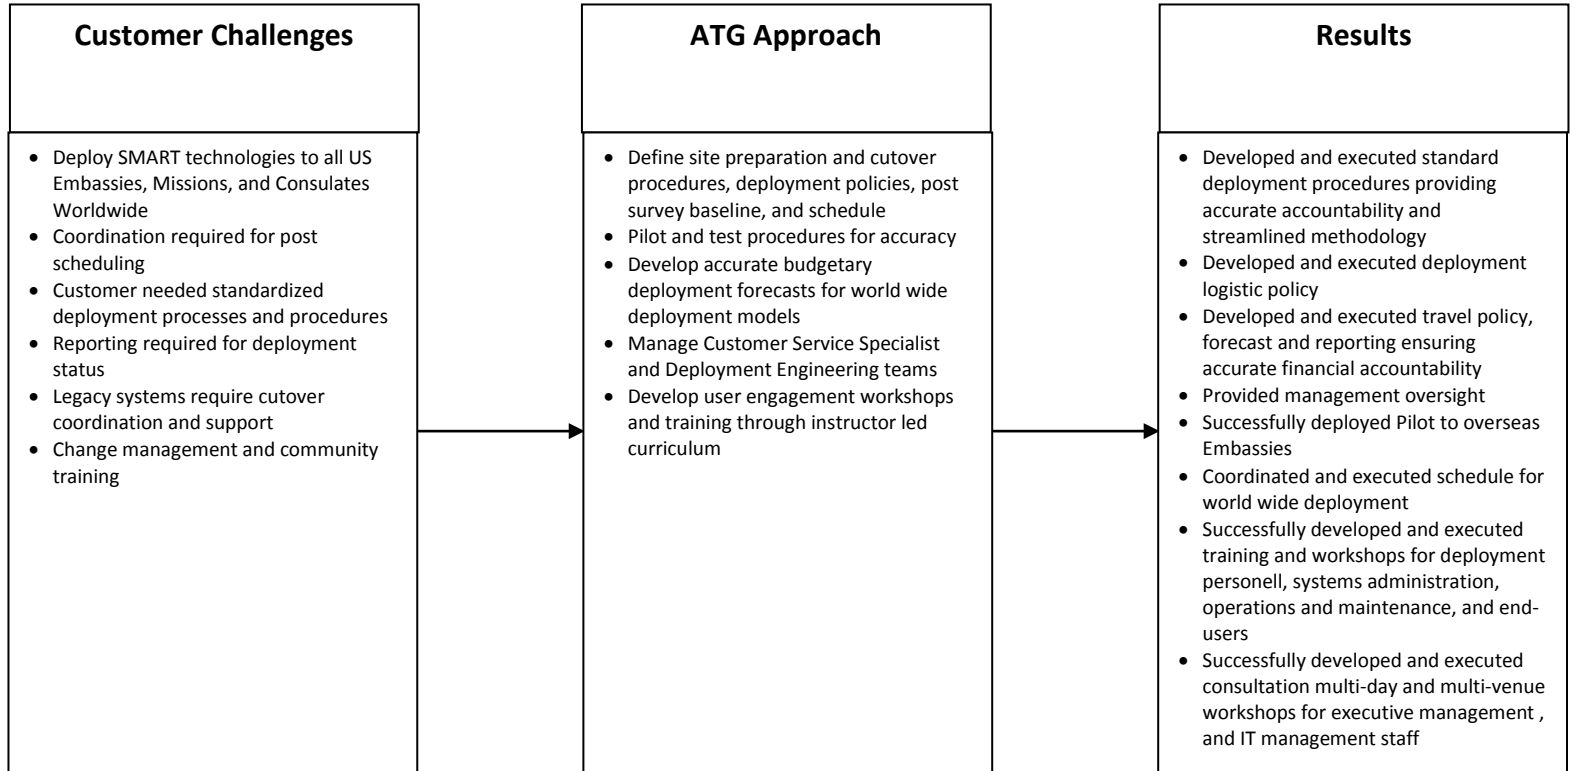 Customer Challenges
• Deploy SMART technologies to all US
Embassies, Missions, and Consulates
Worldwide
• Coordination required for post
scheduling
• Customer needed standardized
deployment processes and procedures
• Reporting required for deployment
status
• Legacy systems require cutover
coordination and support
• Change management and community
training
ATG Approach
• Define site preparation and cutover
procedures, deployment policies, post
survey baseline, and schedule
• Pilot and test procedures for accuracy
• Develop accurate budgetary
deployment forecasts for world wide
deployment models
• Manage Customer Service Specialist
and Deployment Engineering teams
• Develop user engagement workshops
and training through instructor led
curriculum
Results
• Developed and executed standard
deployment procedures providing
accurate accountability and
streamlined methodology
• Developed and executed deployment
logistic policy
• Developed and executed travel policy,
forecast and reporting ensuring
accurate financial accountability
• Provided management oversight
• Successfully deployed Pilot to overseas
Embassies
• Coordinated and executed schedule for
world wide deployment
• Successfully developed and executed
training and workshops for deployment
personell, systems administration,
operations and maintenance, and end-
users
• Successfully developed and executed
consultation multi-day and multi-venue
workshops for executive management ,
and IT management staff